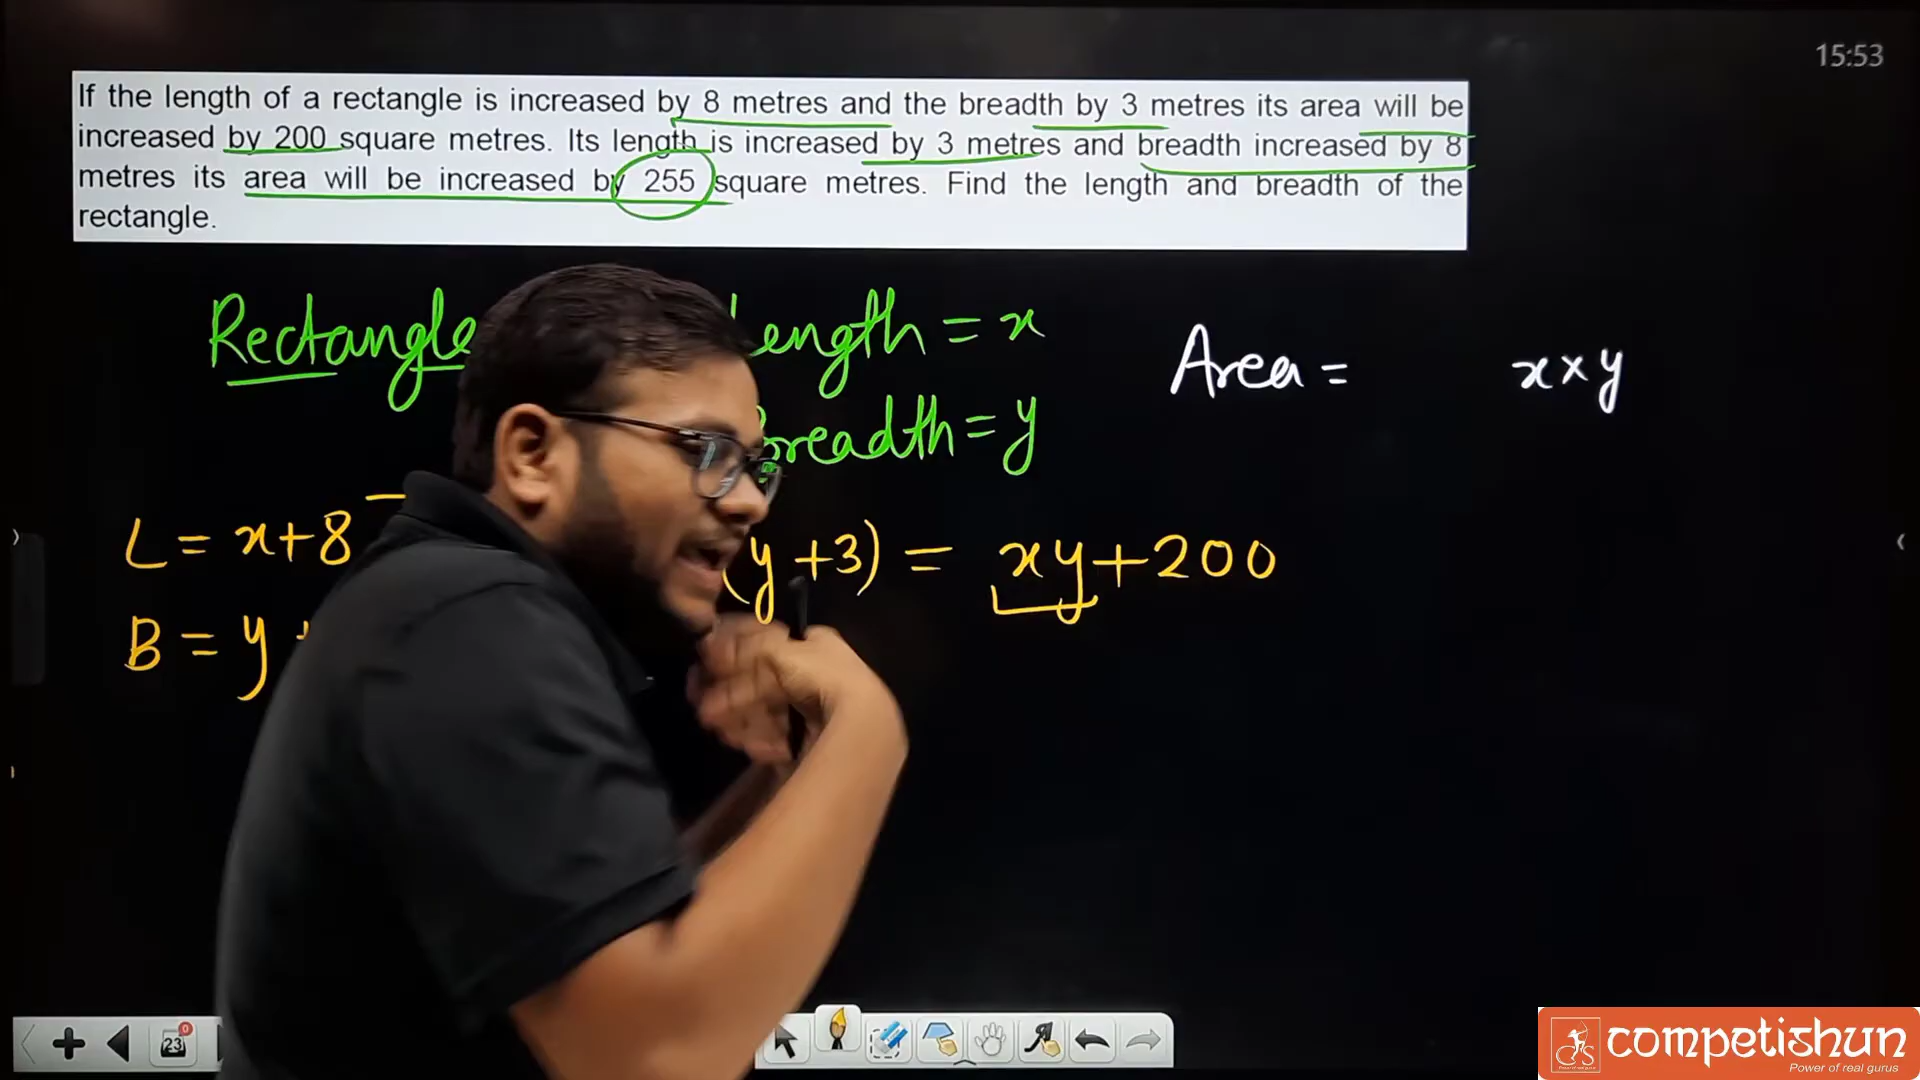 15:53
If the length of a rectangle is increased by 8 metres and the breadth by 3 metres its area will be
increased by 200 square metres. Its length is increased by 3 metres and breadth increased by 8
metres its area will be increased by 255 square metres. Find the length and breadth of the
rectangle.
Rectangle ength = x
Area = x × y
readth = y
L = x+8
(y+3) = xy+200
B = y +
23
0
competishun
Power of real gurus